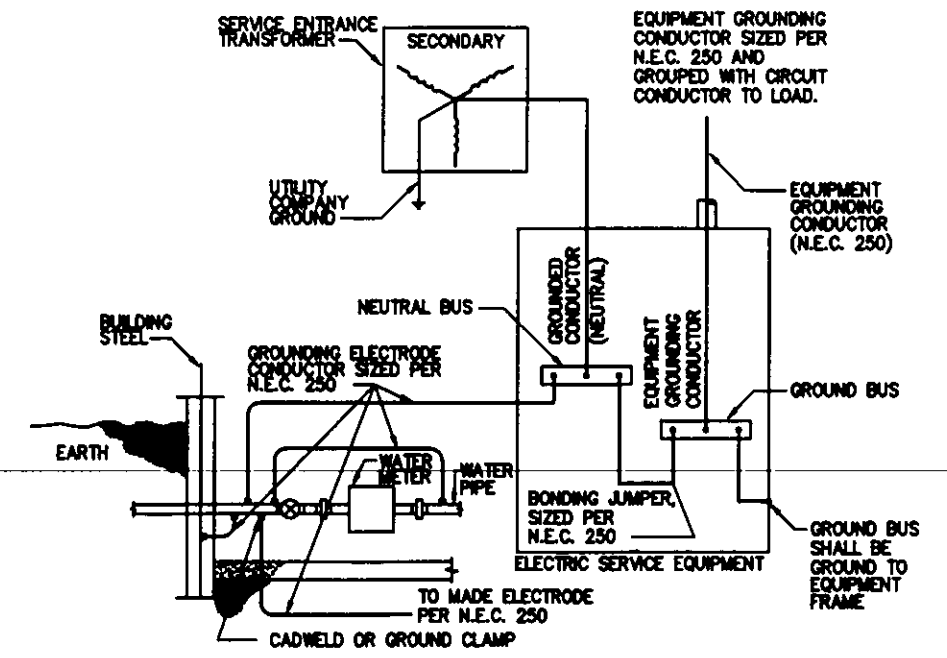 SERVICE ENTRANCE
TRANSFORMER
SECONDARY
EQUIPMENT GROUNDING
CONDUCTOR SIZED PER
N.E.C. 250 AND
GROUPED WITH CIRCUIT
CONDUCTOR TO LOAD.
UTILITY
COMPANY
GROUND
EQUIPMENT
GROUNDING
CONDUCTOR
(N.E.C. 250)
GROUNDED
CONDUCTOR
(NEUTRAL)
NEUTRAL BUS
EQUIPMENT
GROUNDING
CONDUCTOR
BUILDING
STEEL
GROUNDING ELECTRODE
CONDUCTOR SIZED PER
N.E.C. 250
GROUND BUS
EARTH
WATER
METER
WATER
PIPE
BONDING JUMPER,
SIZED PER
N.E.C. 250
GROUND BUS
SHALL BE
GROUND TO
EQUIPMENT
FRAME
ELECTRIC SERVICE EQUIPMENT
TO MADE ELECTRODE
PER N.E.C. 250
CADWELD OR GROUND CLAMP